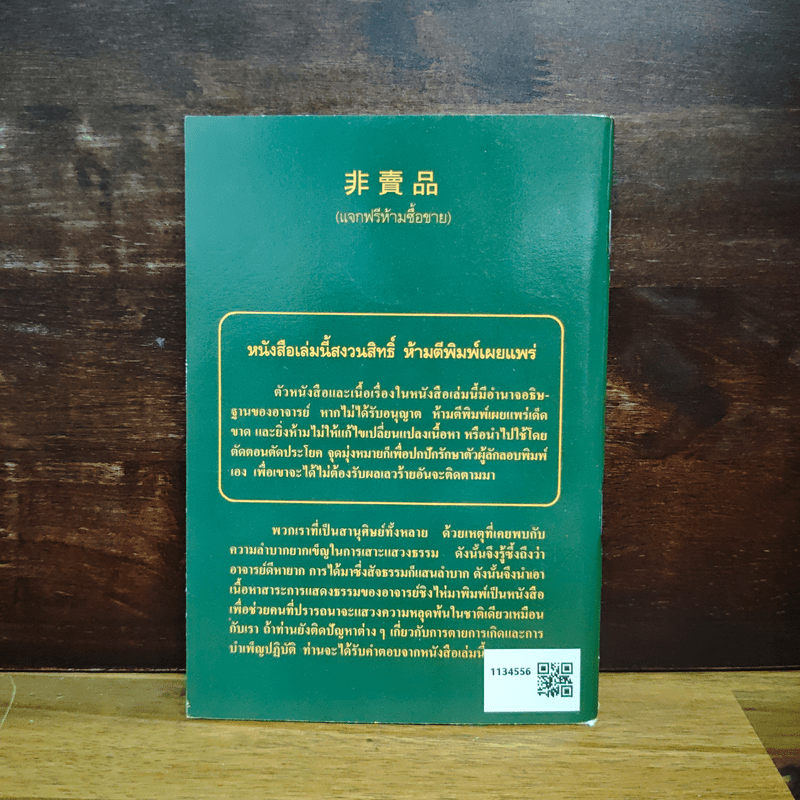 非賣品
(แจกฟรีห้ามซื้อขาย)
หนังสือเล่มนี้สงวนสิทธิ์ ห้ามตีพิมพ์เผยแพร่
ตัวหนังสือและเนื้อเรื่องในหนังสือเล่มนี้มีอำนาจอธิษ-
ฐานของอาจารย์ หากไม่ได้รับอนุญาต ห้ามตีพิมพ์เผยแพร่เด็ด
ขาด และยิ่งห้ามไม่ให้แก้ไขเปลี่ยนแปลงเนื้อหา หรือนำไปใช้โดย
ตัดตอนตัดประโยค จุดมุ่งหมายก็เพื่อปกปักรักษาตัวผู้ลักลอบพิมพ์
เอง เพื่อเขาจะได้ไม่ต้องรับผลเลวร้ายอันจะติดตามมา
พวกเราที่เป็นสานุศิษย์ทั้งหลาย ด้วยเหตุที่เคยพบกับ
ความลำบากยากเข็ญในการเสาะแสวงธรรม ดังนั้นจึงรู้ซึ้งถึงว่า
อาจารย์ดีหายาก การได้มาซึ่งสัจธรรมก็แสนลำบาก ดังนั้นจึงนำเอา
เนื้อหาสาระการแสดงธรรมของอาจารย์ชิงไห่มาพิมพ์เป็นหนังสือ
เพื่อช่วยคนที่ปรารถนาจะแสวงความหลุดพ้นในชาติเดียวเหมือน
กับเรา ถ้าท่านยังติดปัญหาต่าง ๆ เกี่ยวกับการตายการเกิดและการ
บำเพ็ญปฏิบัติ ท่านจะได้รับคำตอบจากหนังสือเล่มนี้
1134556